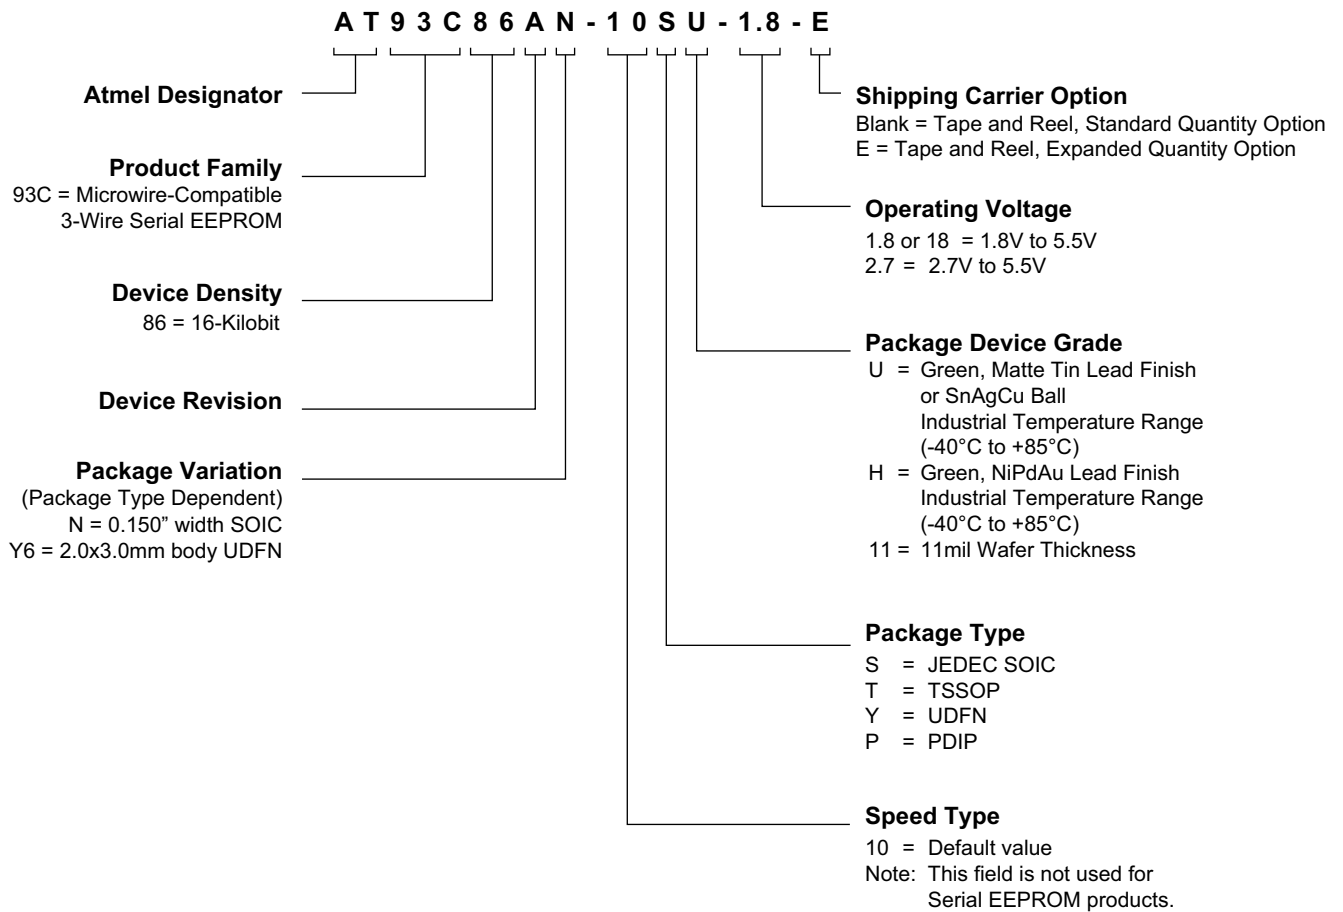 AT93C86AN-10SU-1.8-E
Atmel Designator
Product Family
93C = Microwire-Compatible
3-Wire Serial EEPROM
Device Density
86 = 16-Kilobit
Device Revision
Package Variation
(Package Type Dependent)
N = 0.150” width SOIC
Y6 = 2.0x3.0mm body UDFN
Shipping Carrier Option
Blank = Tape and Reel, Standard Quantity Option
E = Tape and Reel, Expanded Quantity Option
Operating Voltage
1.8 or 18 = 1.8V to 5.5V
2.7 = 2.7V to 5.5V
Package Device Grade
U = Green, Matte Tin Lead Finish
or SnAgCu Ball
Industrial Temperature Range
(-40°C to +85°C)
H = Green, NiPdAu Lead Finish
Industrial Temperature Range
(-40°C to +85°C)
11 = 11mil Wafer Thickness
Package Type
S = JEDEC SOIC
T = TSSOP
Y = UDFN
P = PDIP
Speed Type
10 = Default value
Note: This field is not used for
Serial EEPROM products.